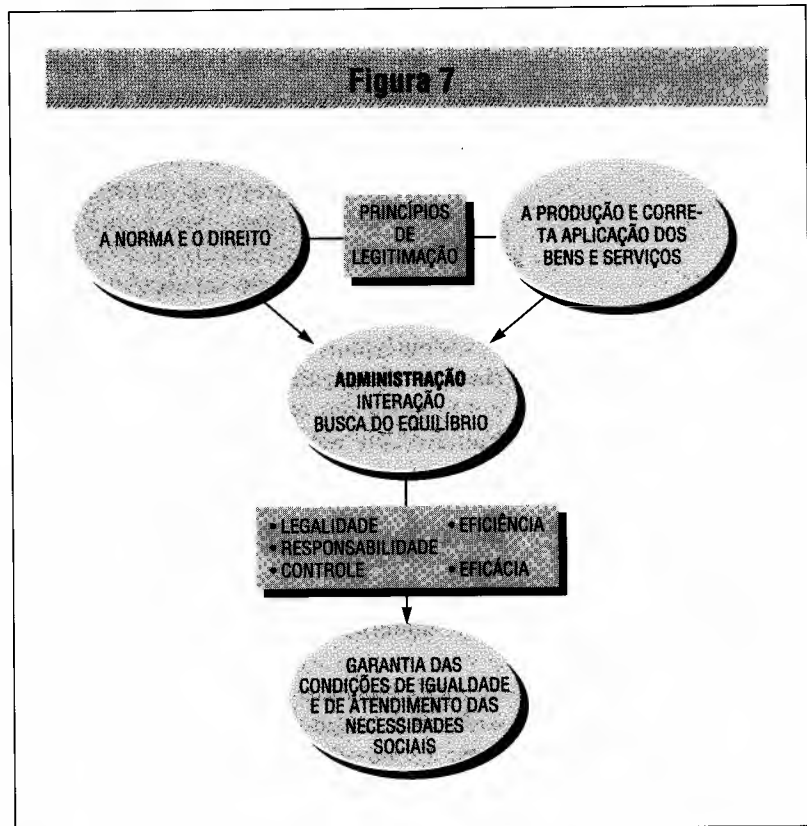 Figura 7
A NORMA E O DIREITO
PRINCÍPIOS
DE
LEGITIMAÇÃO
A PRODUÇÃO E CORRE-
TA APLICAÇÃO DOS
BENS E SERVIÇOS
ADMINISTRAÇÃO
INTERAÇÃO
BUSCA DO EQUILÍBRIO
• LEGALIDADE • EFICIÊNCIA
• RESPONSABILIDADE
• CONTROLE • EFICÁCIA
GARANTIA DAS
CONDIÇÕES DE IGUALDADE
E DE ATENDIMENTO DAS
NECESSIDADES
SOCIAIS